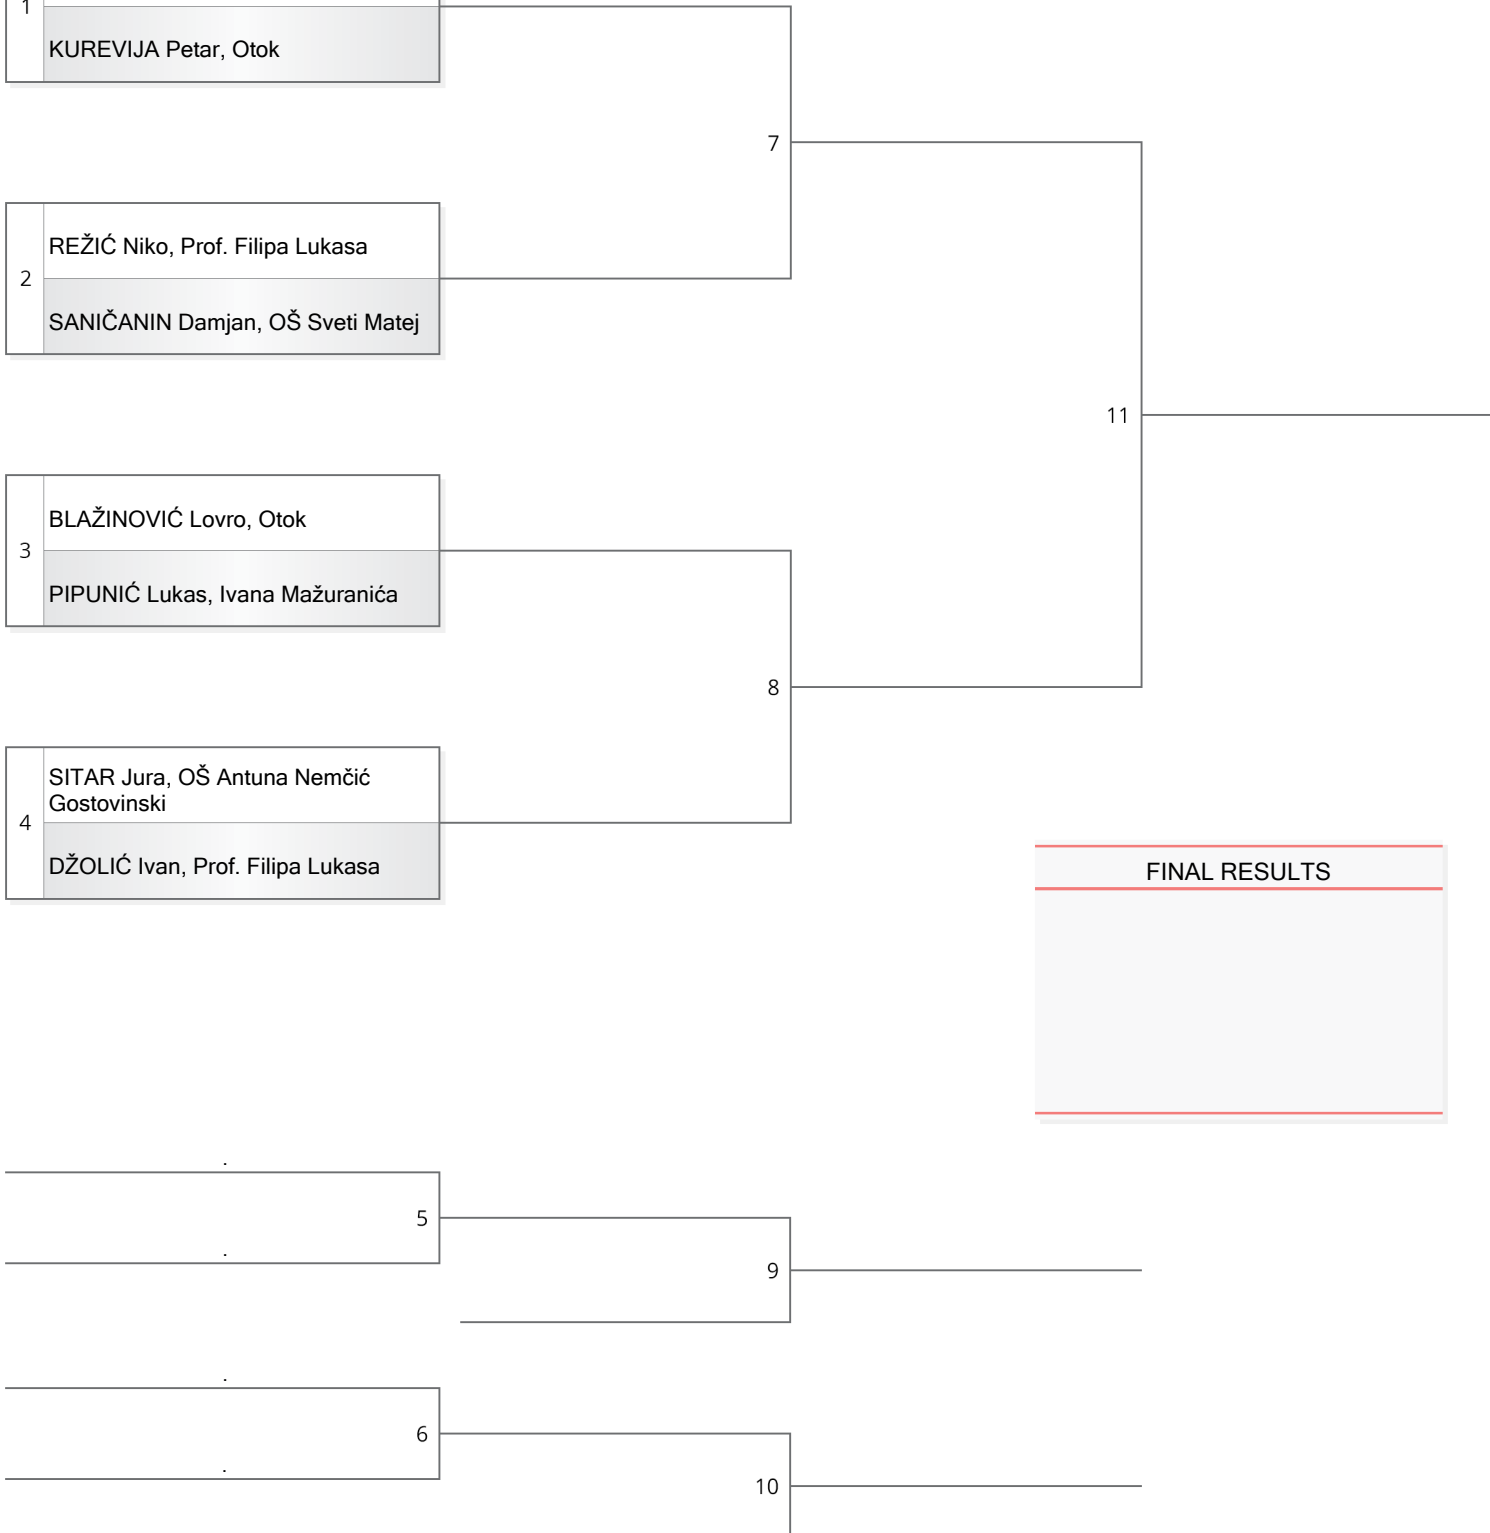 1
KUREVIJA Petar, Otok
7
REŽIĆ Niko, Prof. Filipa Lukasa
2
SANIČANIN Damjan, OŠ Sveti Matej
11
BLAŽINOVIĆ Lovro, Otok
3
PIPUNIĆ Lukas, Ivana Mažuranića
8
SITAR Jura, OŠ Antuna Nemčić
Gostovinski
4
DŽOLIĆ Ivan, Prof. Filipa Lukasa
FINAL RESULTS
.
5
.
9
.
6
.
10